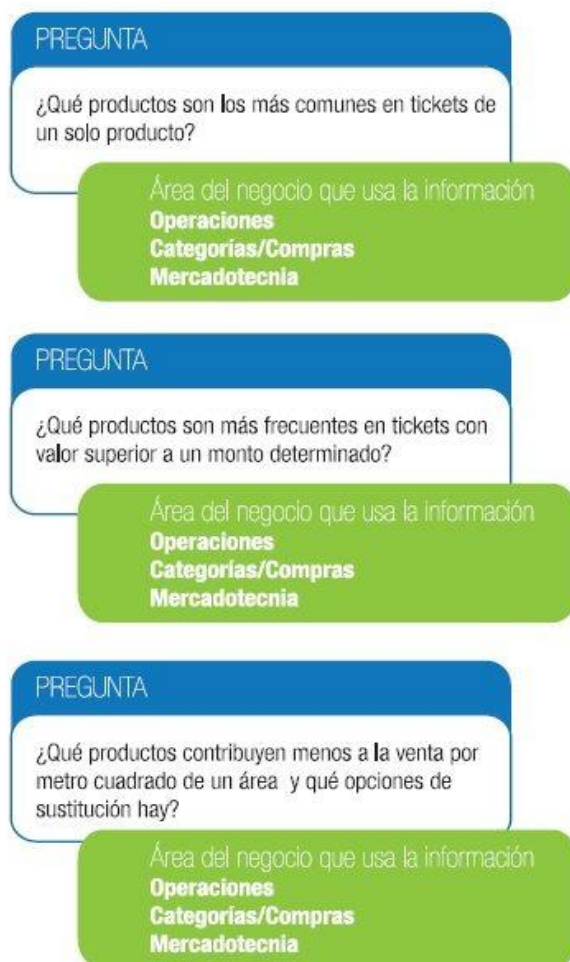 PREGUNTA
¿Qué productos son los más comunes en tickets de
un solo producto?
Área del negocio que usa la información
Operaciones
Categorías/Compras
Mercadotecnia
PREGUNTA
¿Qué productos son más frecuentes en tickets con
valor superior a un monto determinado?
Área del negocio que usa la información
Operaciones
Categorías/Compras
Mercadotecnia
PREGUNTA
¿Qué productos contribuyen menos a la venta por
metro cuadrado de un área y qué opciones de
sustitución hay?
Área del negocio que usa la información
Operaciones
Categorías/Compras
Mercadotecnia